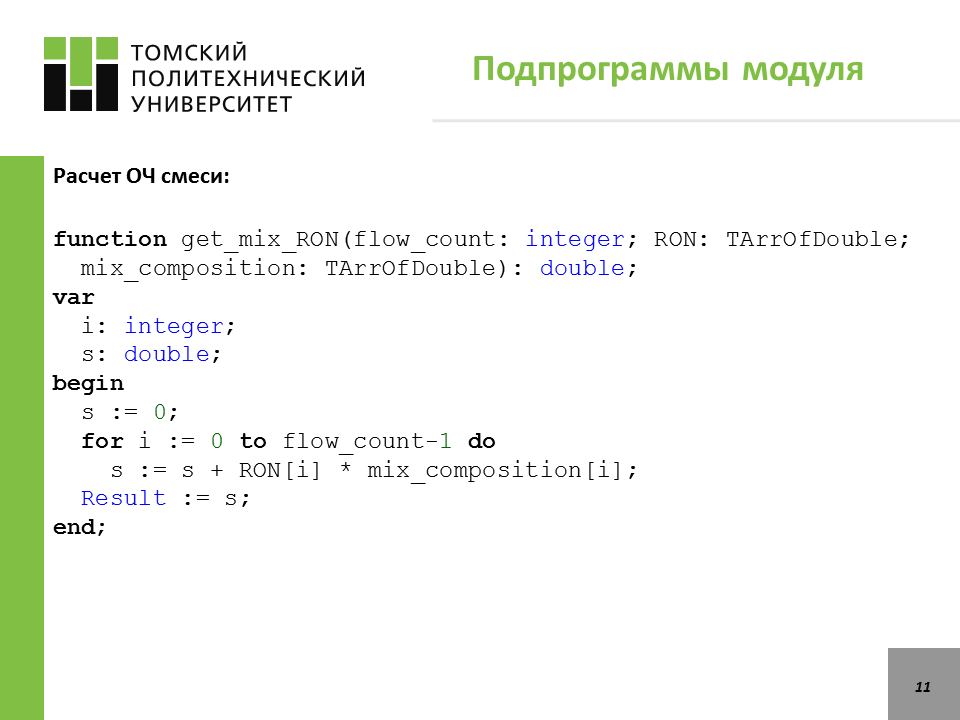 ТОМСКИЙ
ПОЛИТЕХНИЧЕСКИЙ
УНИВЕРСИТЕТ
Подпрограммы модуля
Расчет ОЧ смеси:
function get_mix_RON(flow_count: integer; RON: TArrOfDouble;
  mix_composition: TArrOfDouble): double;
var
  i: integer;
  s: double;
begin
  s := 0;
  for i := 0 to flow_count-1 do
    s := s + RON[i] * mix_composition[i];
  Result := s;
end;
11